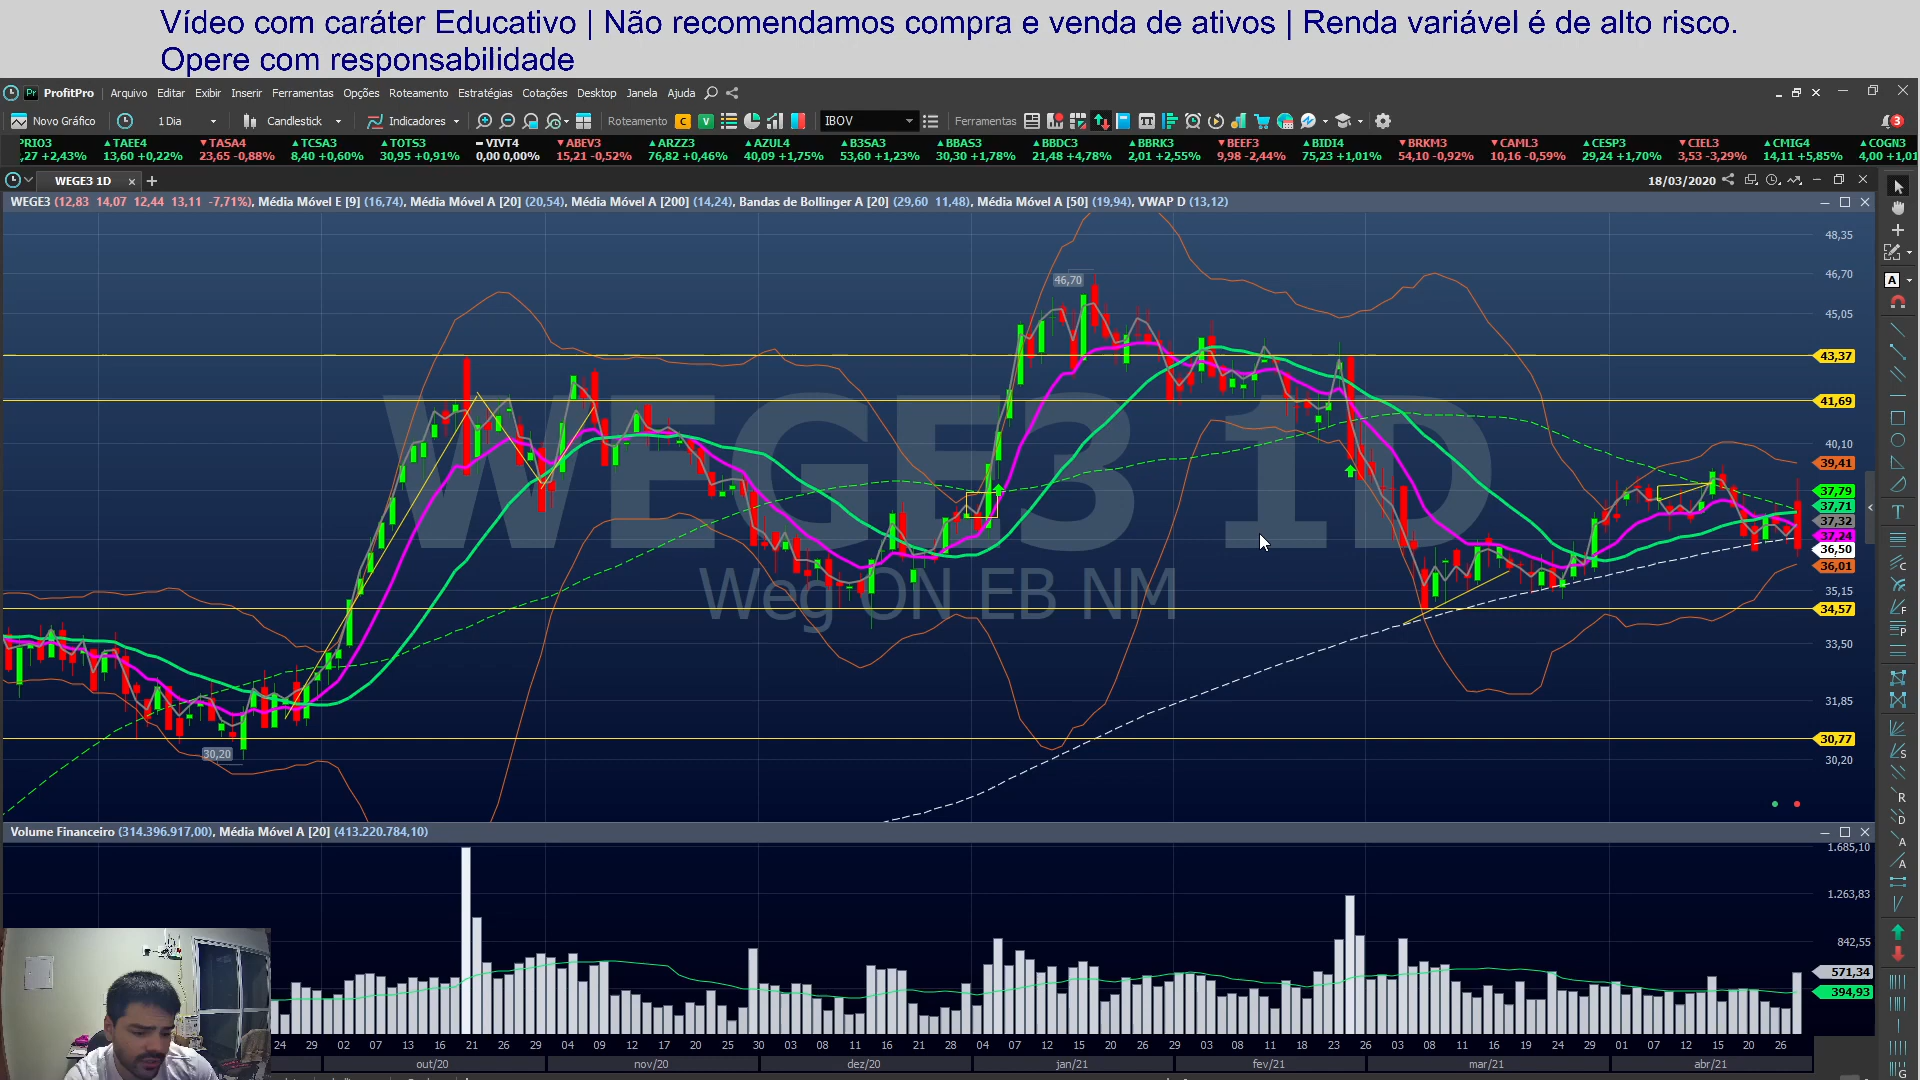 Vídeo com caráter Educativo | Não recomendamos compra e venda de ativos | Renda variável é de alto risco.
Opere com responsabilidade
ProfitPro Arquivo Editar Exibir Inserir Ferramentas Opções Roteamento Estratégias Cotações Desktop Janela Ajuda
Novo Gráfico 1 Dia Candlestick Indicadores Roteamento C V IBOV Ferramentas 3
PRIO3 TAEE4 TASA4 TCSA3 TOTS3 VIVT4 ABEV3 ARZZ3 AZUL4 B3SA3 BBAS3 BBDC3 BBRK3 BEEF3 BIDI4 BRKM3 CAML3 CESP3 CIEL3 CMIG4 COGN3
,27 +2,43% 13,60 +0,22% 23,65 -0,88% 8,40 +0,60% 30,95 +0,91% 0,00 0,00% 15,21 -0,52% 76,82 +0,46% 40,09 +1,75% 53,60 +1,23% 30,30 +1,78% 21,48 +4,78% 2,01 +2,55% 9,98 -2,44% 75,23 +1,01% 54,10 -0,92% 10,16 -0,59% 29,24 +1,70% 3,53 -3,29% 14,11 +5,85% 4,00 +1,01
WEGE3 1D 18/03/2020
WEGE3 (12,83 14,07 12,44 13,11 -7,71%), Média Móvel E [9] (16,74), Média Móvel A [20] (20,54), Média Móvel A [200] (14,24), Bandas de Bollinger A [20] (29,60 11,48), Média Móvel A [50] (19,94), VWAP D (13,12)
48,35
46,70
46,70
45,05
43,37
41,69
40,10
39,41
37,79
37,71
37,32
37,24
36,50
36,01
35,15
34,57
33,50
31,85
30,77
30,20
30,20
WEGE3 1D
Weg ON EB NM
Volume Financeiro (314.396.917,00), Média Móvel A [20] (413.220.784,10)
1.685,10
1.263,83
842,55
571,34
394,93
24 29 02 07 13 16 21 26 29 04 09 12 17 20 25 30 03 08 11 16 21 28 04 07 12 15 20 26 29 03 08 11 18 23 26 03 08 11 16 19 24 29 01 07 12 15 20 26
out/20 nov/20 dez/20 jan/21 fev/21 mar/21 abr/21